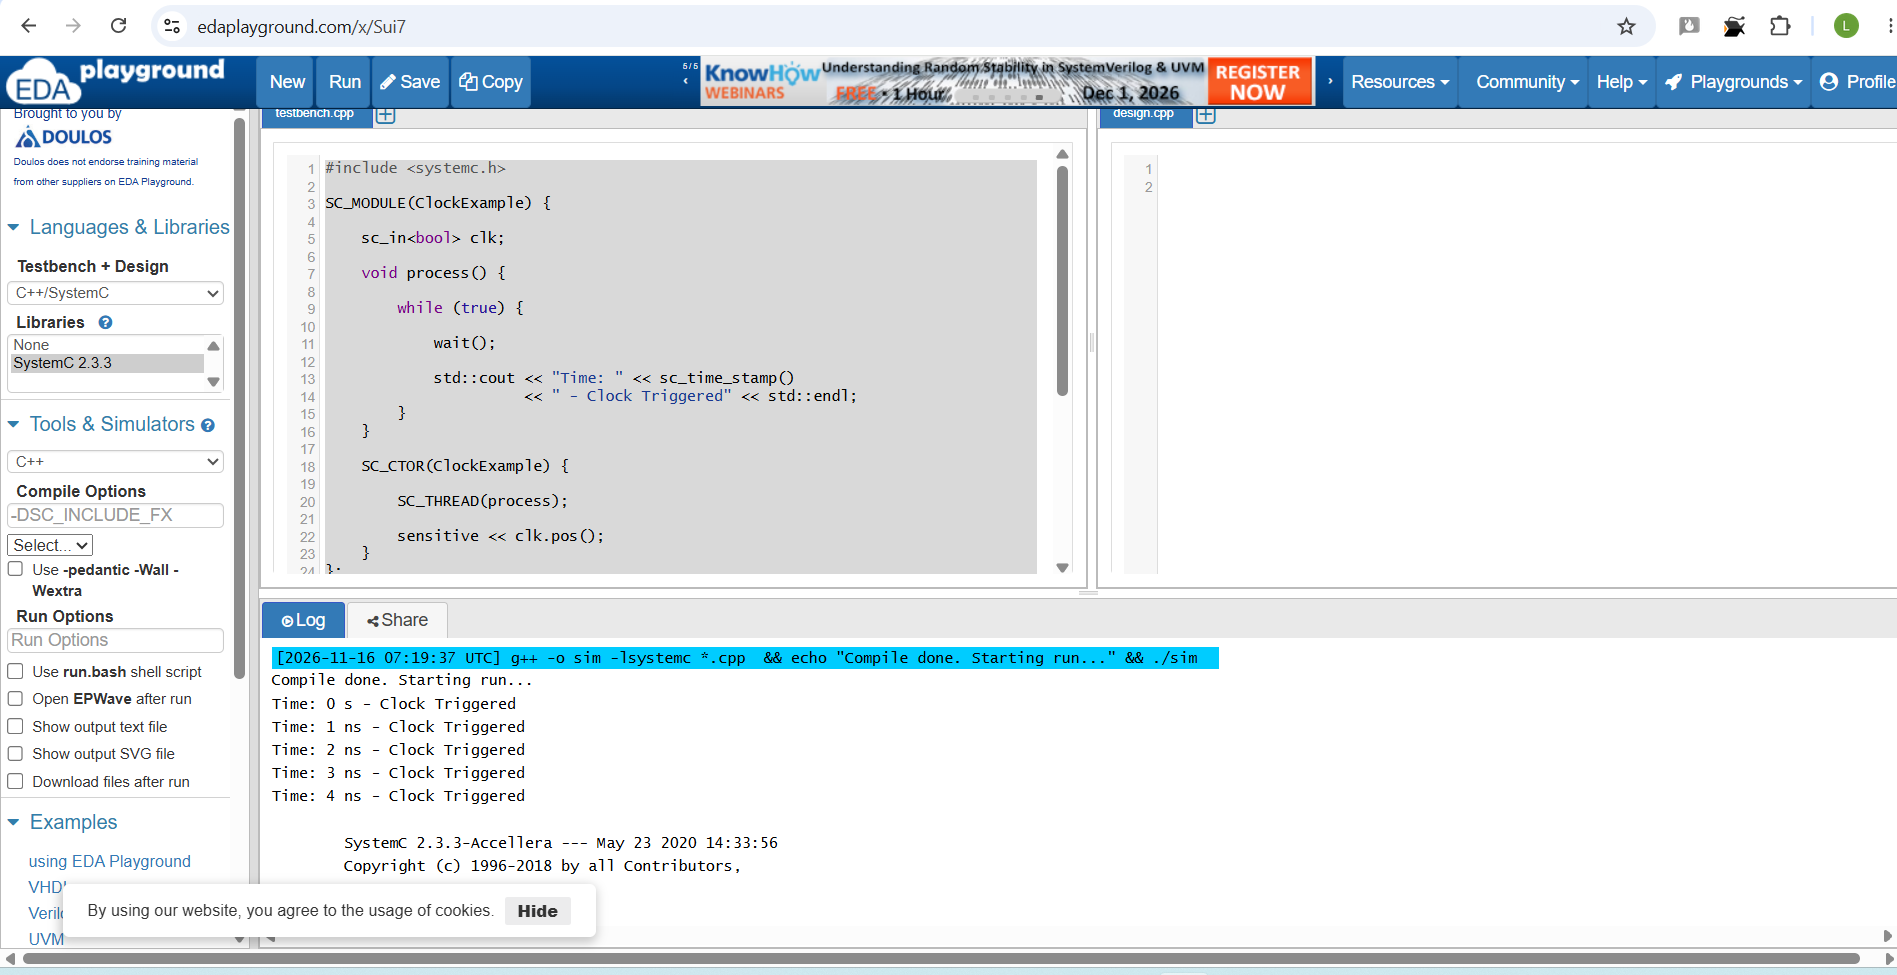 edaplayground.com/x/Sui7
L
EDA playground
New
Run
Save
Copy
5/5
KnowHow WEBINARS
Understanding Random Stability in SystemVerilog & UVM
FREE • 1 Hour
Dec 1, 2026
REGISTER NOW
Resources
Community
Help
Playgrounds
Profile
Brought to you by
DOULOS
Doulos does not endorse training material
from other suppliers on EDA Playground.
Languages & Libraries
Testbench + Design
C++/SystemC
Libraries
None
SystemC 2.3.3
Tools & Simulators
C++
Compile Options
-DSC_INCLUDE_FX
Select...
Use -pedantic -Wall -
Wextra
Run Options
Run Options
Use run.bash shell script
Open EPWave after run
Show output text file
Show output SVG file
Download files after run
Examples
using EDA Playground
VHD
Veril
UVM
testbench.cpp
1 #include <systemc.h>
2
3 SC_MODULE(ClockExample) {
4
5     sc_in<bool> clk;
6
7     void process() {
8
9         while (true) {
10
11             wait();
12
13             std::cout << "Time: " << sc_time_stamp()
14                       << " - Clock Triggered" << std::endl;
15         }
16     }
17
18     SC_CTOR(ClockExample) {
19
20         SC_THREAD(process);
21
22         sensitive << clk.pos();
23     }
24 };
design.cpp
1
2
Log
Share
[2026-11-16 07:19:37 UTC] g++ -o sim -lsystemc *.cpp  && echo "Compile done. Starting run..." && ./sim
Compile done. Starting run...
Time: 0 s - Clock Triggered
Time: 1 ns - Clock Triggered
Time: 2 ns - Clock Triggered
Time: 3 ns - Clock Triggered
Time: 4 ns - Clock Triggered
SystemC 2.3.3-Accellera --- May 23 2020 14:33:56
Copyright (c) 1996-2018 by all Contributors,
By using our website, you agree to the usage of cookies.
Hide